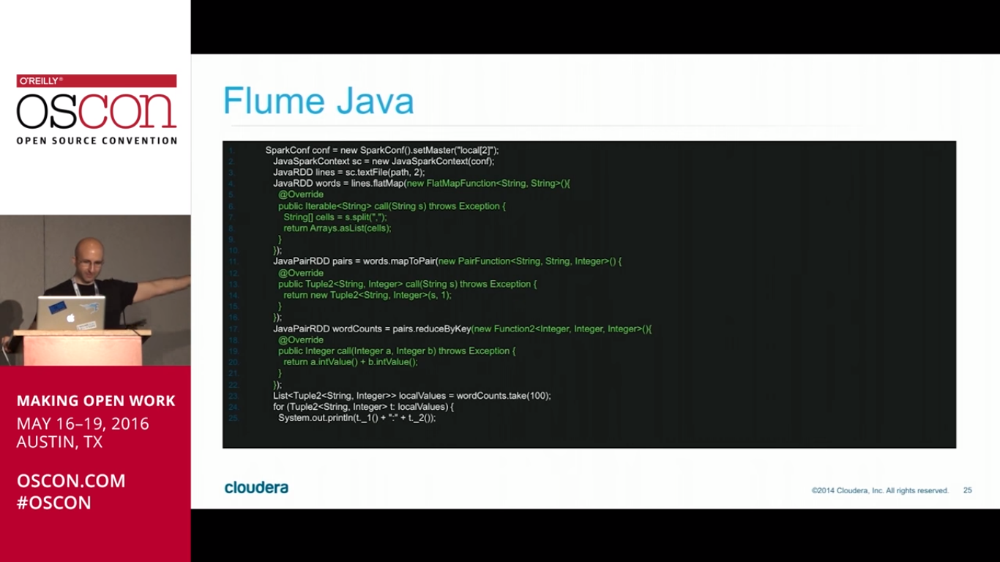 O'REILLY®
OSCON
OPEN SOURCE CONVENTION
MAKING OPEN WORK
MAY 16–19, 2016
AUSTIN, TX
OSCON.COM
#OSCON
Flume Java
1. SparkConf conf = new SparkConf().setMaster("local[2]");
2. JavaSparkContext sc = new JavaSparkContext(conf);
3. JavaRDD lines = sc.textFile(path, 2);
4. JavaRDD words = lines.flatMap(new FlatMapFunction<String, String>(){
5. @Override
6. public Iterable<String> call(String s) throws Exception {
7. String[] cells = s.split(",");
8. return Arrays.asList(cells);
9. }
10. });
11. JavaPairRDD pairs = words.mapToPair(new PairFunction<String, String, Integer>() {
12. @Override
13. public Tuple2<String, Integer> call(String s) throws Exception {
14. return new Tuple2<String, Integer>(s, 1);
15. }
16. });
17. JavaPairRDD wordCounts = pairs.reduceByKey(new Function2<Integer, Integer, Integer>(){
18. @Override
19. public Integer call(Integer a, Integer b) throws Exception {
20. return a.intValue() + b.intValue();
21. }
22. });
23. List<Tuple2<String, Integer>> localValues = wordCounts.take(100);
24. for (Tuple2<String, Integer> t: localValues) {
25. System.out.println(t._1() + ":" + t._2());
cloudera
©2014 Cloudera, Inc. All rights reserved. 25